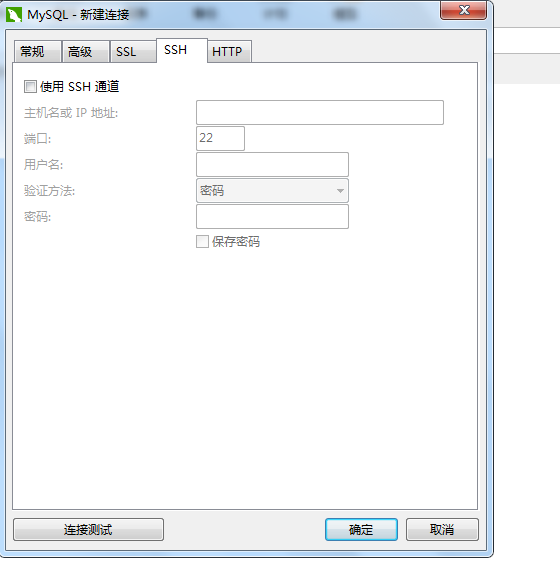 MySQL - 新建连接
常规 高级 SSL SSH HTTP
使用 SSH 通道
主机名或 IP 地址:
端口: 22
用户名:
验证方法: 密码
密码:
保存密码
连接测试 确定 取消